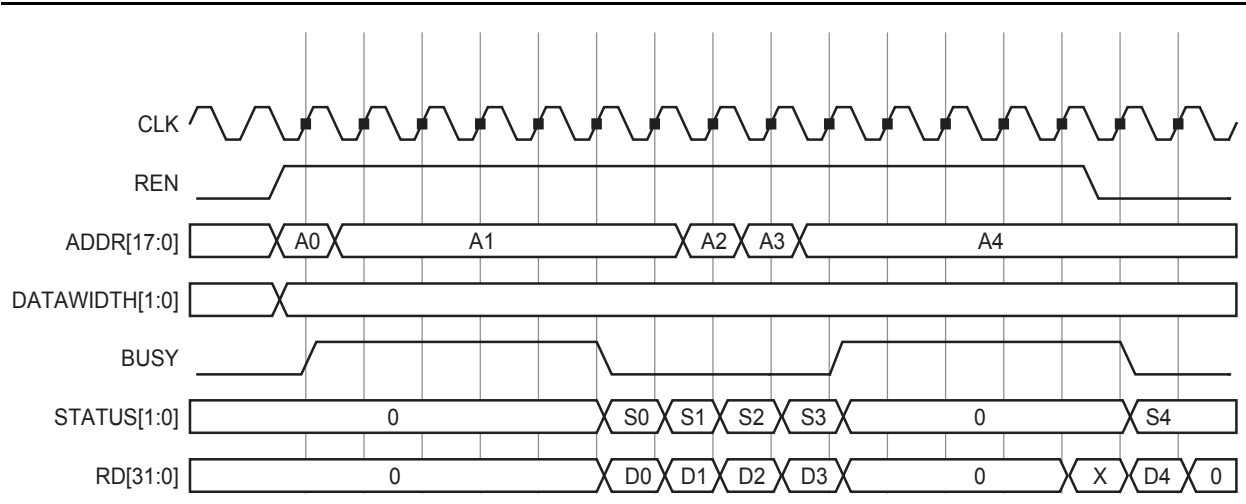 CLK
REN
ADDR[17:0] A0 A1 A2 A3 A4
DATAWIDTH[1:0]
BUSY
STATUS[1:0] 0 S0 S1 S2 S3 0 S4
RD[31:0] 0 D0 D1 D2 D3 0 X D4 0